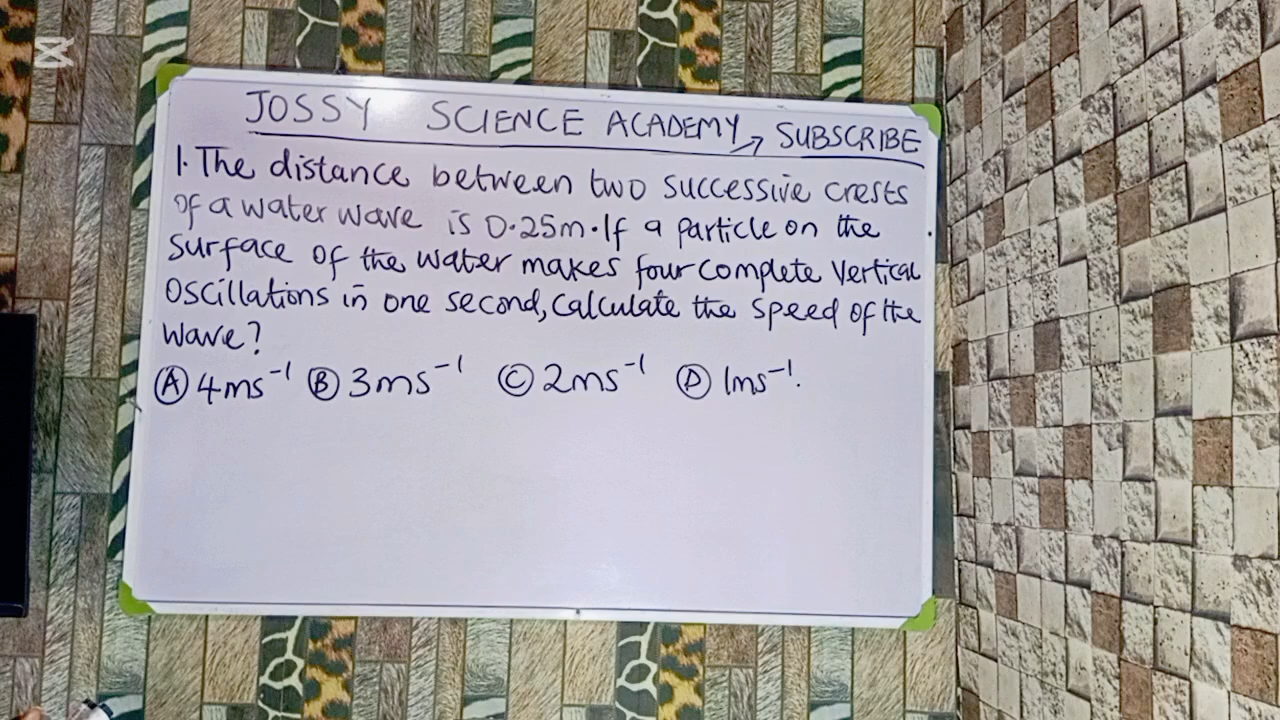 JOSSY SCIENCE ACADEMY → SUBSCRIBE
1. The distance between two successive crests
of a water wave is 0.25m. If a particle on the
surface of the water makes four complete vertical
oscillations in one second, calculate the speed of the
wave?
Ⓐ 4ms⁻¹ Ⓑ 3ms⁻¹ Ⓒ 2ms⁻¹ Ⓓ 1ms⁻¹.